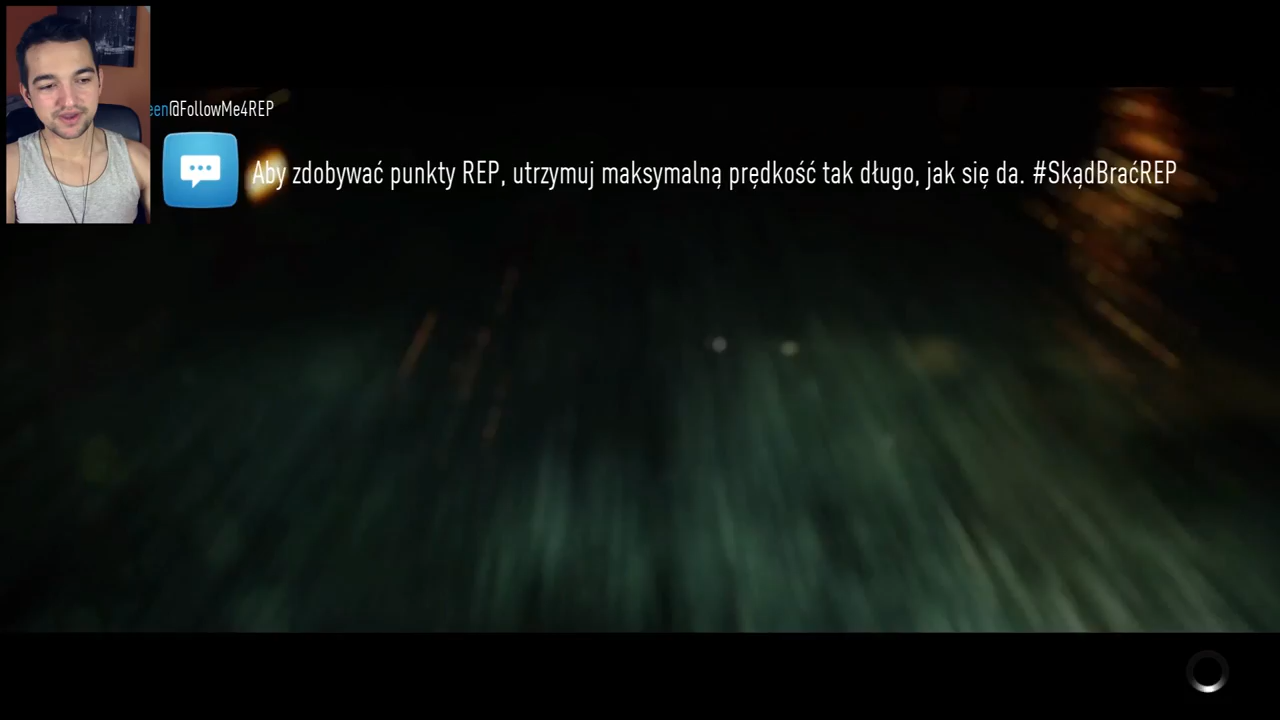 @FollowMe4REP
Aby zdobywać punkty REP, utrzymuj maksymalną prędkość tak długo, jak się da. #SkądBraćREP